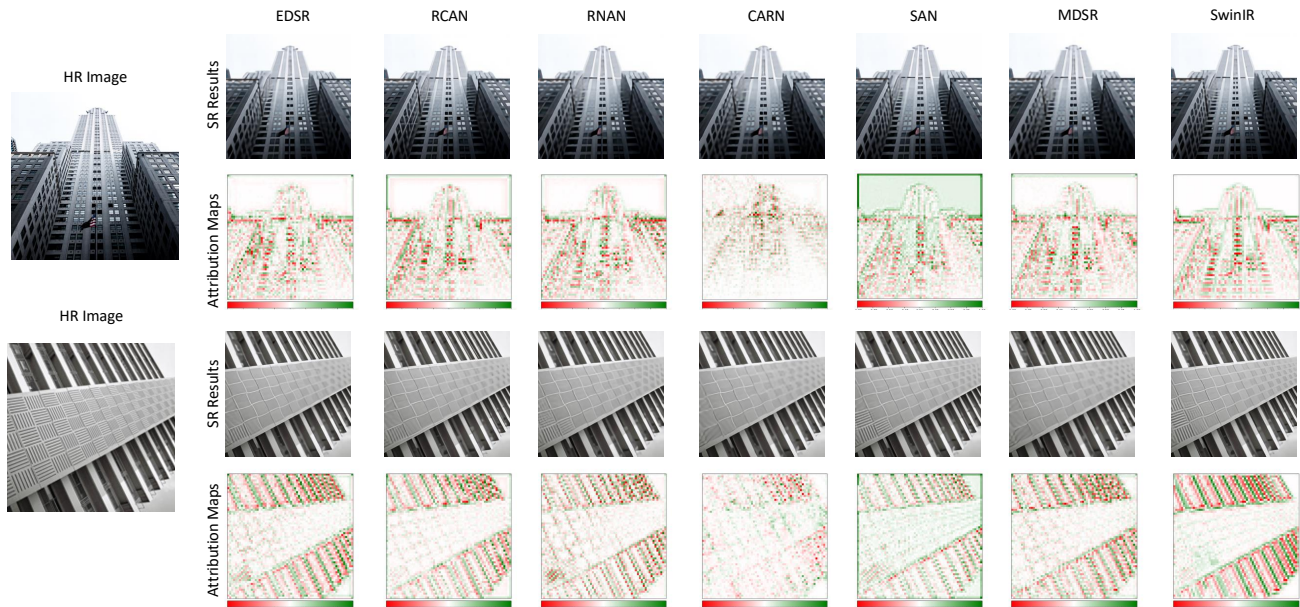 EDSR RCAN RNAN CARN SAN MDSR SwinIR
HR Image
SR Results
Attribution Maps
HR Image
SR Results
Attribution Maps